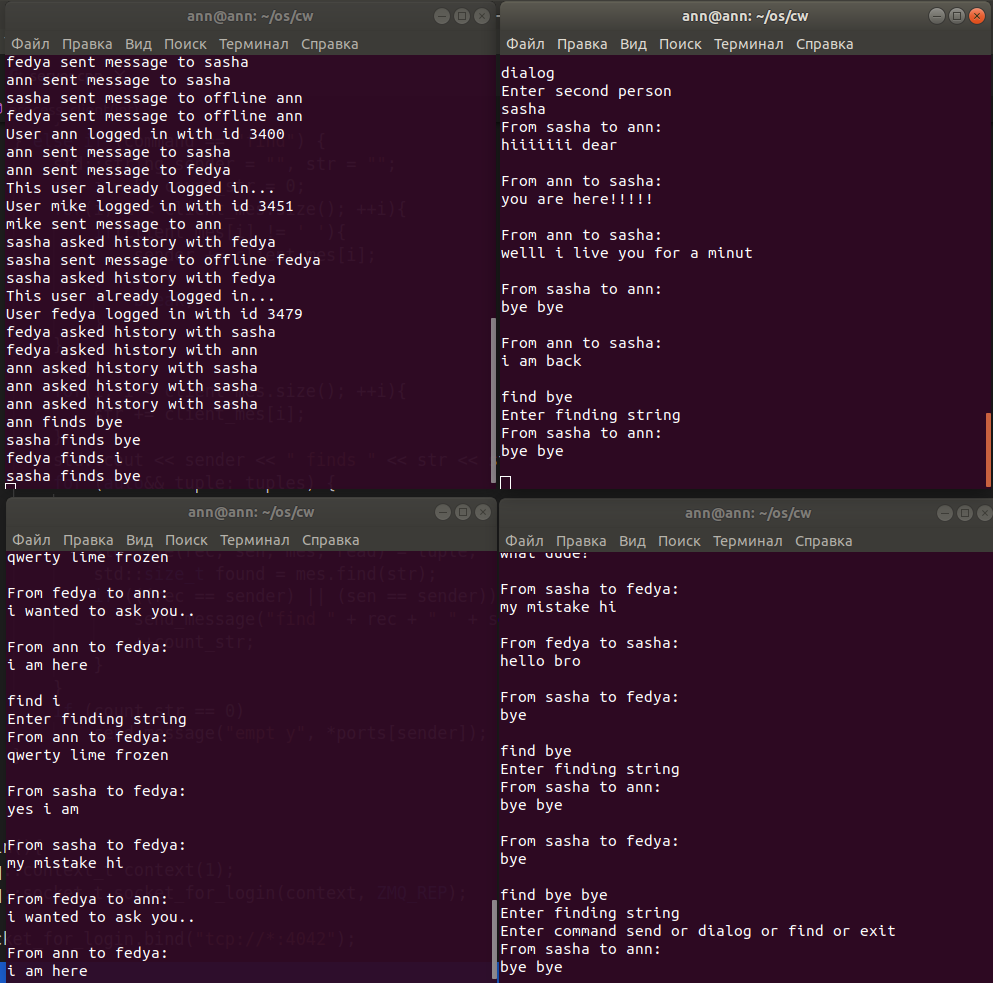 ann@ann: ~/os/cw
Файл Правка Вид Поиск Терминал Справка
fedya sent message to sasha
ann sent message to sasha
sasha sent message to offline ann
fedya sent message to offline ann
User ann logged in with id 3400
ann sent message to sasha
ann sent message to fedya
This user already logged in...
User mike logged in with id 3451
mike sent message to ann
sasha asked history with fedya
sasha sent message to offline fedya
sasha asked history with fedya
This user already logged in...
User fedya logged in with id 3479
fedya asked history with sasha
fedya asked history with ann
ann asked history with sasha
ann asked history with sasha
ann asked history with sasha
ann finds bye
sasha finds bye
fedya finds i
sasha finds bye
ann@ann: ~/os/cw
Файл Правка Вид Поиск Терминал Справка
dialog
Enter second person
sasha
From sasha to ann:
hiiiiii dear
From ann to sasha:
you are here!!!!!
From ann to sasha:
welll i live you for a minut
From sasha to ann:
bye bye
From ann to sasha:
i am back
find bye
Enter finding string
From sasha to ann:
bye bye
ann@ann: ~/os/cw
Файл Правка Вид Поиск Терминал Справка
qwerty lime frozen
From fedya to ann:
i wanted to ask you..
From ann to fedya:
i am here
find i
Enter finding string
From ann to fedya:
qwerty lime frozen
From sasha to fedya:
yes i am
From sasha to fedya:
my mistake hi
From fedya to ann:
i wanted to ask you..
From ann to fedya:
i am here
ann@ann: ~/os/cw
Файл Правка Вид Поиск Терминал Справка
what dude?
From sasha to fedya:
my mistake hi
From fedya to sasha:
hello bro
From sasha to fedya:
bye
find bye
Enter finding string
From sasha to ann:
bye bye
From sasha to fedya:
bye
find bye bye
Enter finding string
Enter command send or dialog or find or exit
From sasha to ann:
bye bye